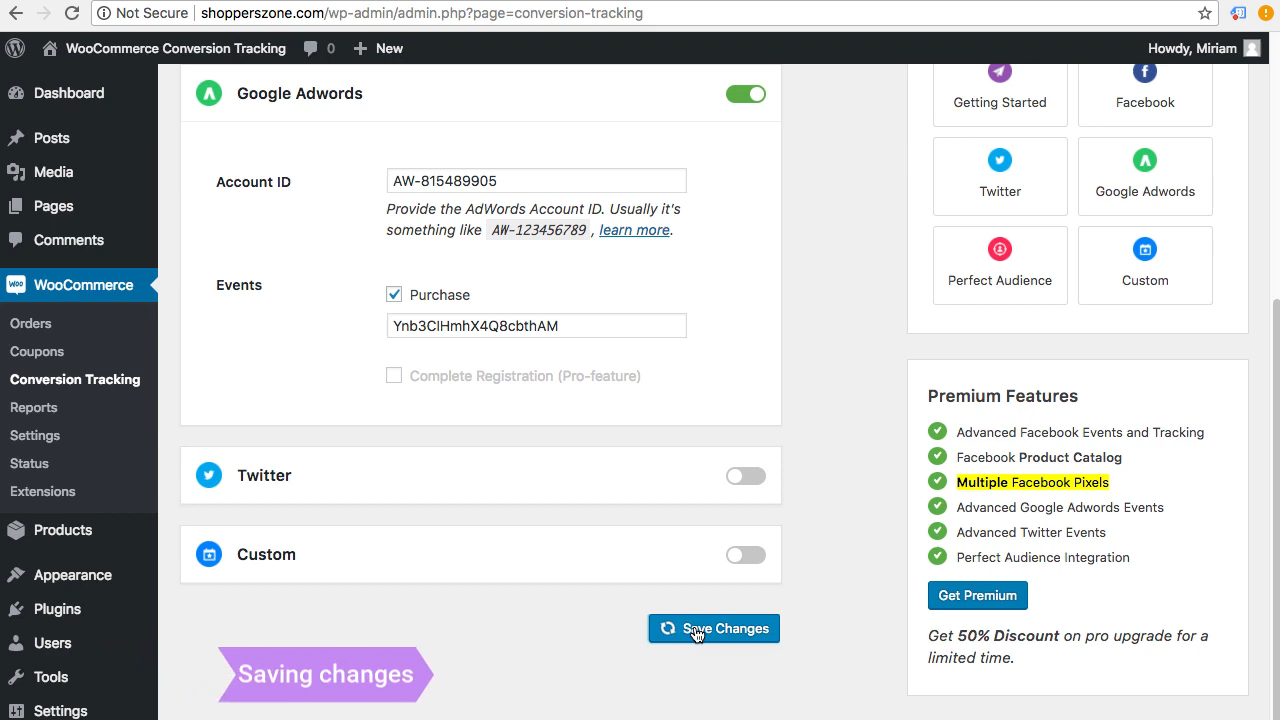 Not Secure
shopperszone.com/wp-admin/admin.php?page=conversion-tracking
WooCommerce Conversion Tracking
0
New
Howdy, Miriam
Dashboard
Posts
Media
Pages
Comments
Woo
WooCommerce
Orders
Coupons
Conversion Tracking
Reports
Settings
Status
Extensions
Products
Appearance
Plugins
Users
Tools
Settings
Google Adwords
Account ID
AW-815489905
Provide the AdWords Account ID. Usually it's
something like AW-123456789, learn more.
Events
Purchase
Ynb3CIHmhX4Q8cbthAM
Complete Registration (Pro-feature)
Twitter
Custom
Save Changes
Saving changes
Getting Started
Facebook
Twitter
Google Adwords
Perfect Audience
Custom
Premium Features
Advanced Facebook Events and Tracking
Facebook Product Catalog
Multiple Facebook Pixels
Advanced Google Adwords Events
Advanced Twitter Events
Perfect Audience Integration
Get Premium
Get 50% Discount on pro upgrade for a
limited time.